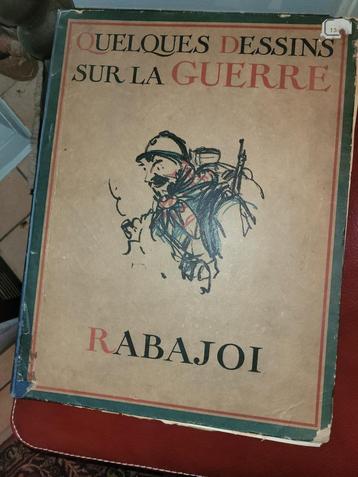 QUELQUES DESSINS
SUR LA GUERRE
RABAJOI